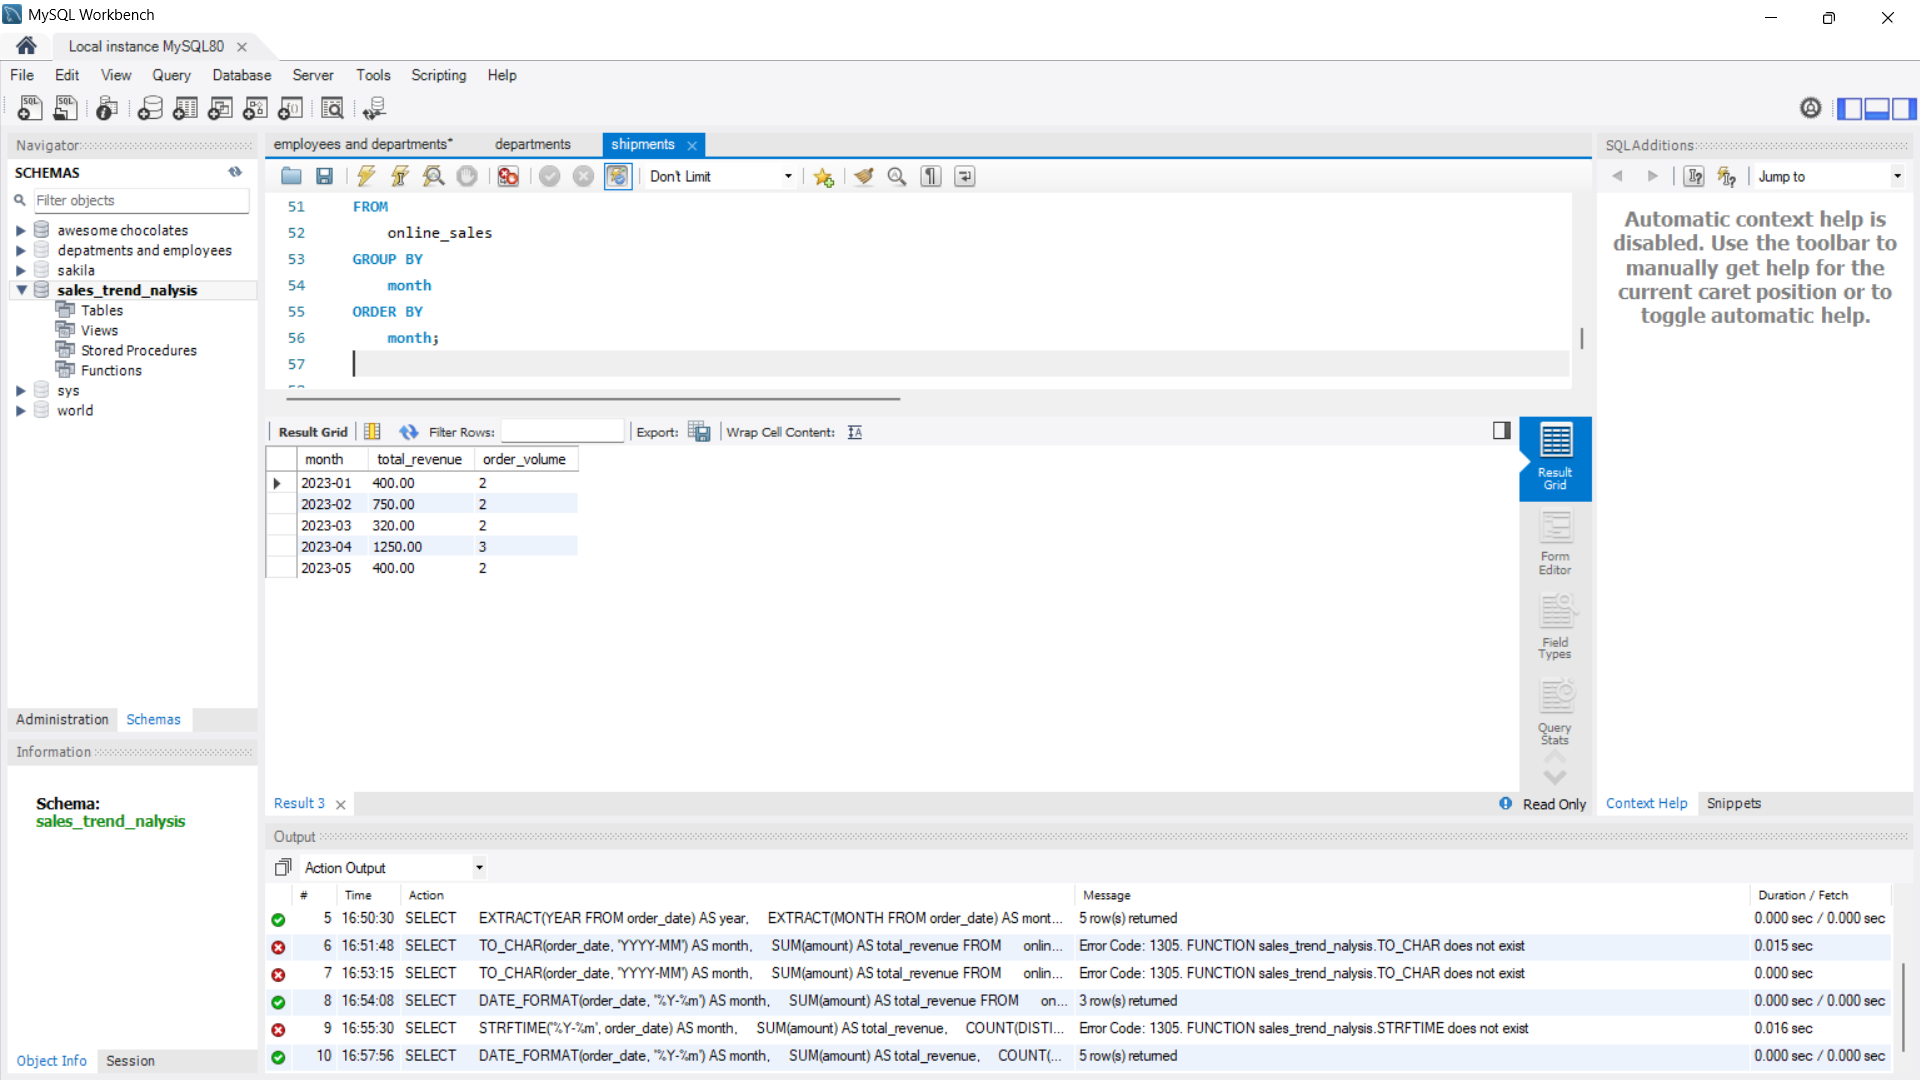 MySQL Workbench
Local instance MySQL80
File Edit View Query Database Server Tools Scripting Help
Navigator
SCHEMAS
Filter objects
awesome chocolates
depatments and employees
sakila
sales_trend_nalysis
Tables
Views
Stored Procedures
Functions
sys
world
Administration Schemas
Information
Schema:
sales_trend_nalysis
Object Info Session
employees and departments* departments shipments
Don't Limit
51 FROM
52 online_sales
53 GROUP BY
54 month
55 ORDER BY
56 month;
57
Result Grid Filter Rows: Export: Wrap Cell Content:
month total_revenue order_volume
2023-01 400.00 2
2023-02 750.00 2
2023-03 320.00 2
2023-04 1250.00 3
2023-05 400.00 2
Result
Grid
Form
Editor
Field
Types
Query
Stats
Result 3
Read Only
SQLAdditions
Jump to
Automatic context help is
disabled. Use the toolbar to
manually get help for the
current caret position or to
toggle automatic help.
Context Help Snippets
Output
Action Output
# Time Action Message Duration / Fetch
5 16:50:30 SELECT EXTRACT(YEAR FROM order_date) AS year, EXTRACT(MONTH FROM order_date) AS mont... 5 row(s) returned 0.000 sec / 0.000 sec
6 16:51:48 SELECT TO_CHAR(order_date, 'YYYY-MM') AS month, SUM(amount) AS total_revenue FROM onlin... Error Code: 1305. FUNCTION sales_trend_nalysis.TO_CHAR does not exist 0.015 sec
7 16:53:15 SELECT TO_CHAR(order_date, 'YYYY-MM') AS month, SUM(amount) AS total_revenue FROM onlin... Error Code: 1305. FUNCTION sales_trend_nalysis.TO_CHAR does not exist 0.000 sec
8 16:54:08 SELECT DATE_FORMAT(order_date, '%Y-%m') AS month, SUM(amount) AS total_revenue FROM on... 3 row(s) returned 0.000 sec / 0.000 sec
9 16:55:30 SELECT STRFTIME('%Y-%m', order_date) AS month, SUM(amount) AS total_revenue, COUNT(DISTI... Error Code: 1305. FUNCTION sales_trend_nalysis.STRFTIME does not exist 0.016 sec
10 16:57:56 SELECT DATE_FORMAT(order_date, '%Y-%m') AS month, SUM(amount) AS total_revenue, COUNT(... 5 row(s) returned 0.000 sec / 0.000 sec